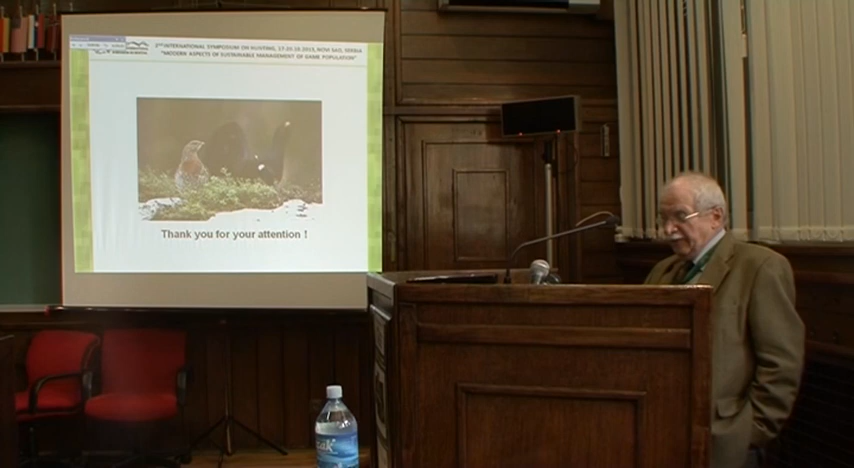 2nd INTERNATIONAL SYMPOSIUM ON HUNTING, 17-20.10.2013, NOVI SAD, SERBIA
"MODERN ASPECTS OF SUSTAINABLE MANAGEMENT OF GAME POPULATION"
Thank you for your attention !